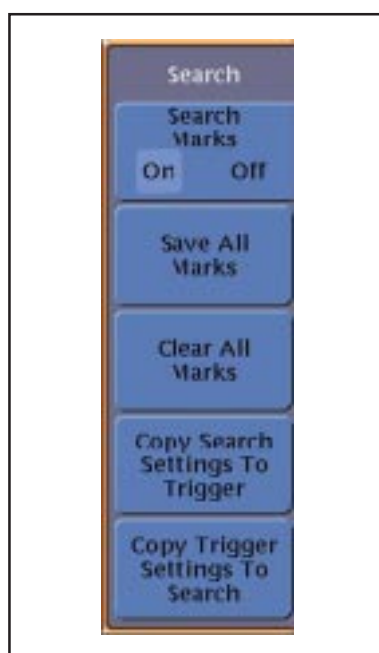 Search
Search
Marks
On Off
Save All
Marks
Clear All
Marks
Copy Search
Settings To
Trigger
Copy Trigger
Settings To
Search